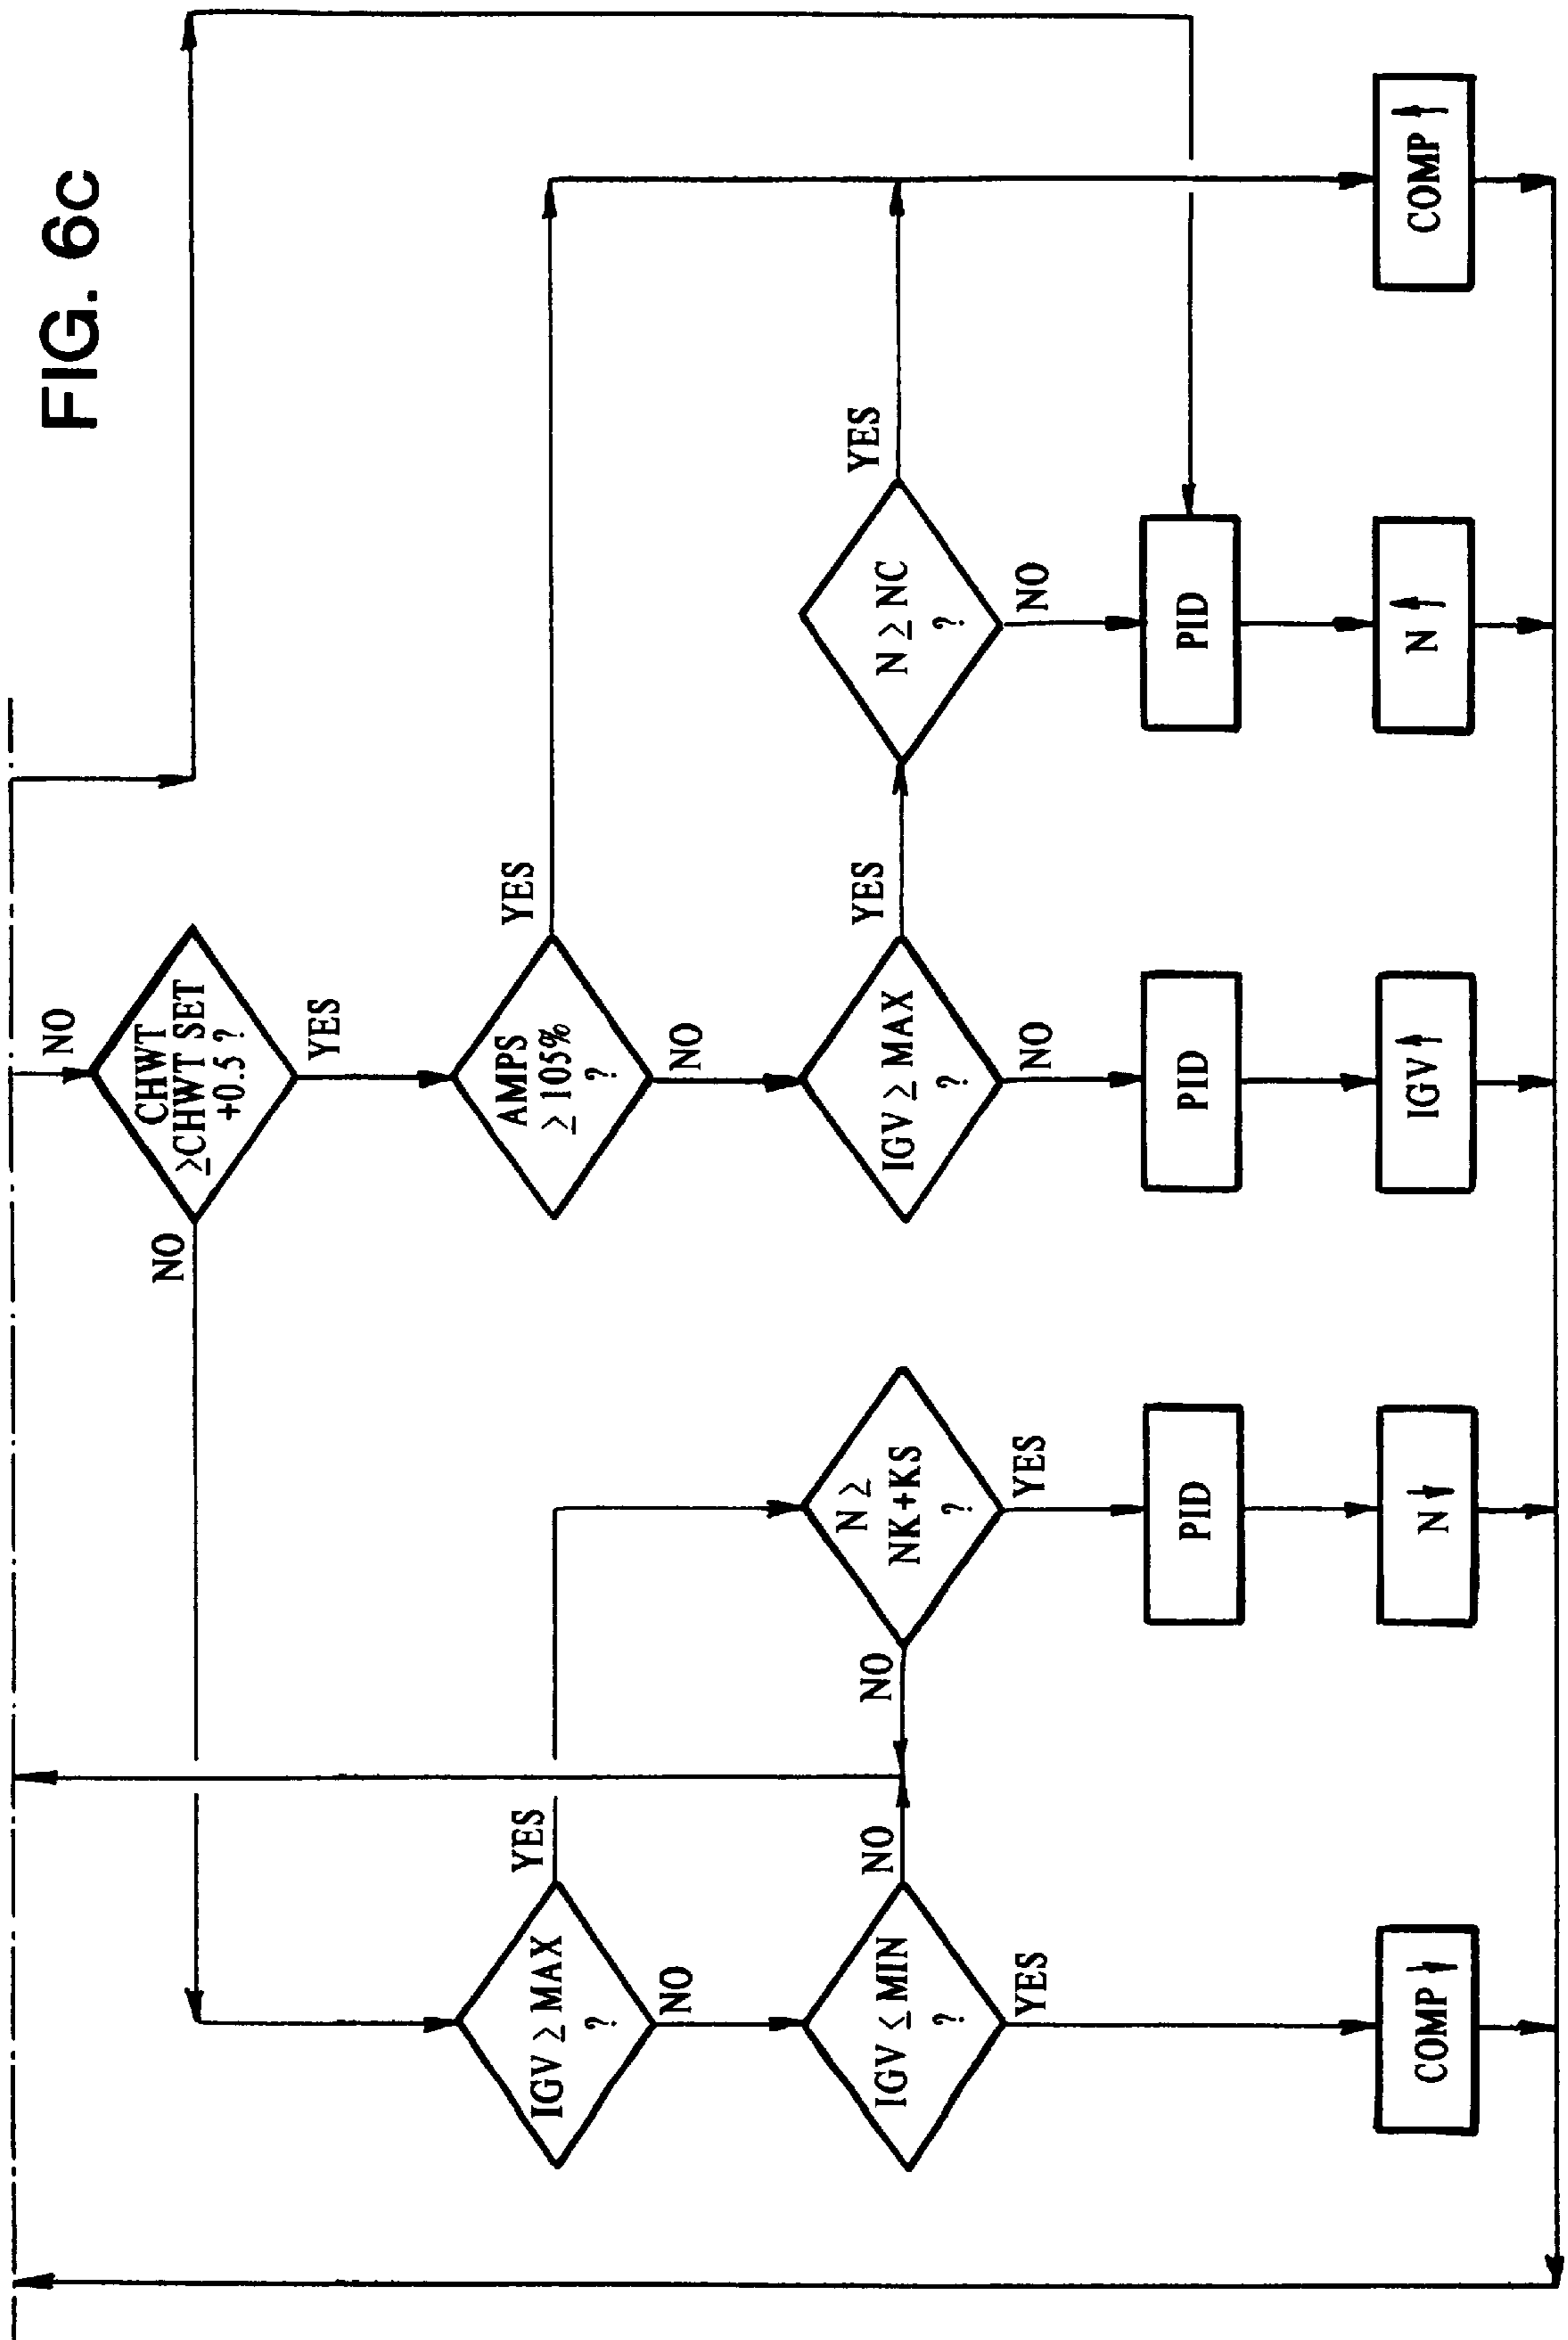 FIG. 6c
NO
CHWT
≥CHWT SET
+0.5 ?
NO
YES
IGV ≥ MAX
?
YES
NO
AMPS
≥ 105%
?
YES
NO
IGV ≤ MIN
?
NO
YES
N ≥
NK+KS
?
NO
YES
IGV ≥ MAX
?
YES
NO
N ≥ NC
?
YES
NO
PID
PID
PID
COMP ↓
N ↓
IGV ↑
N ↑
COMP ↑